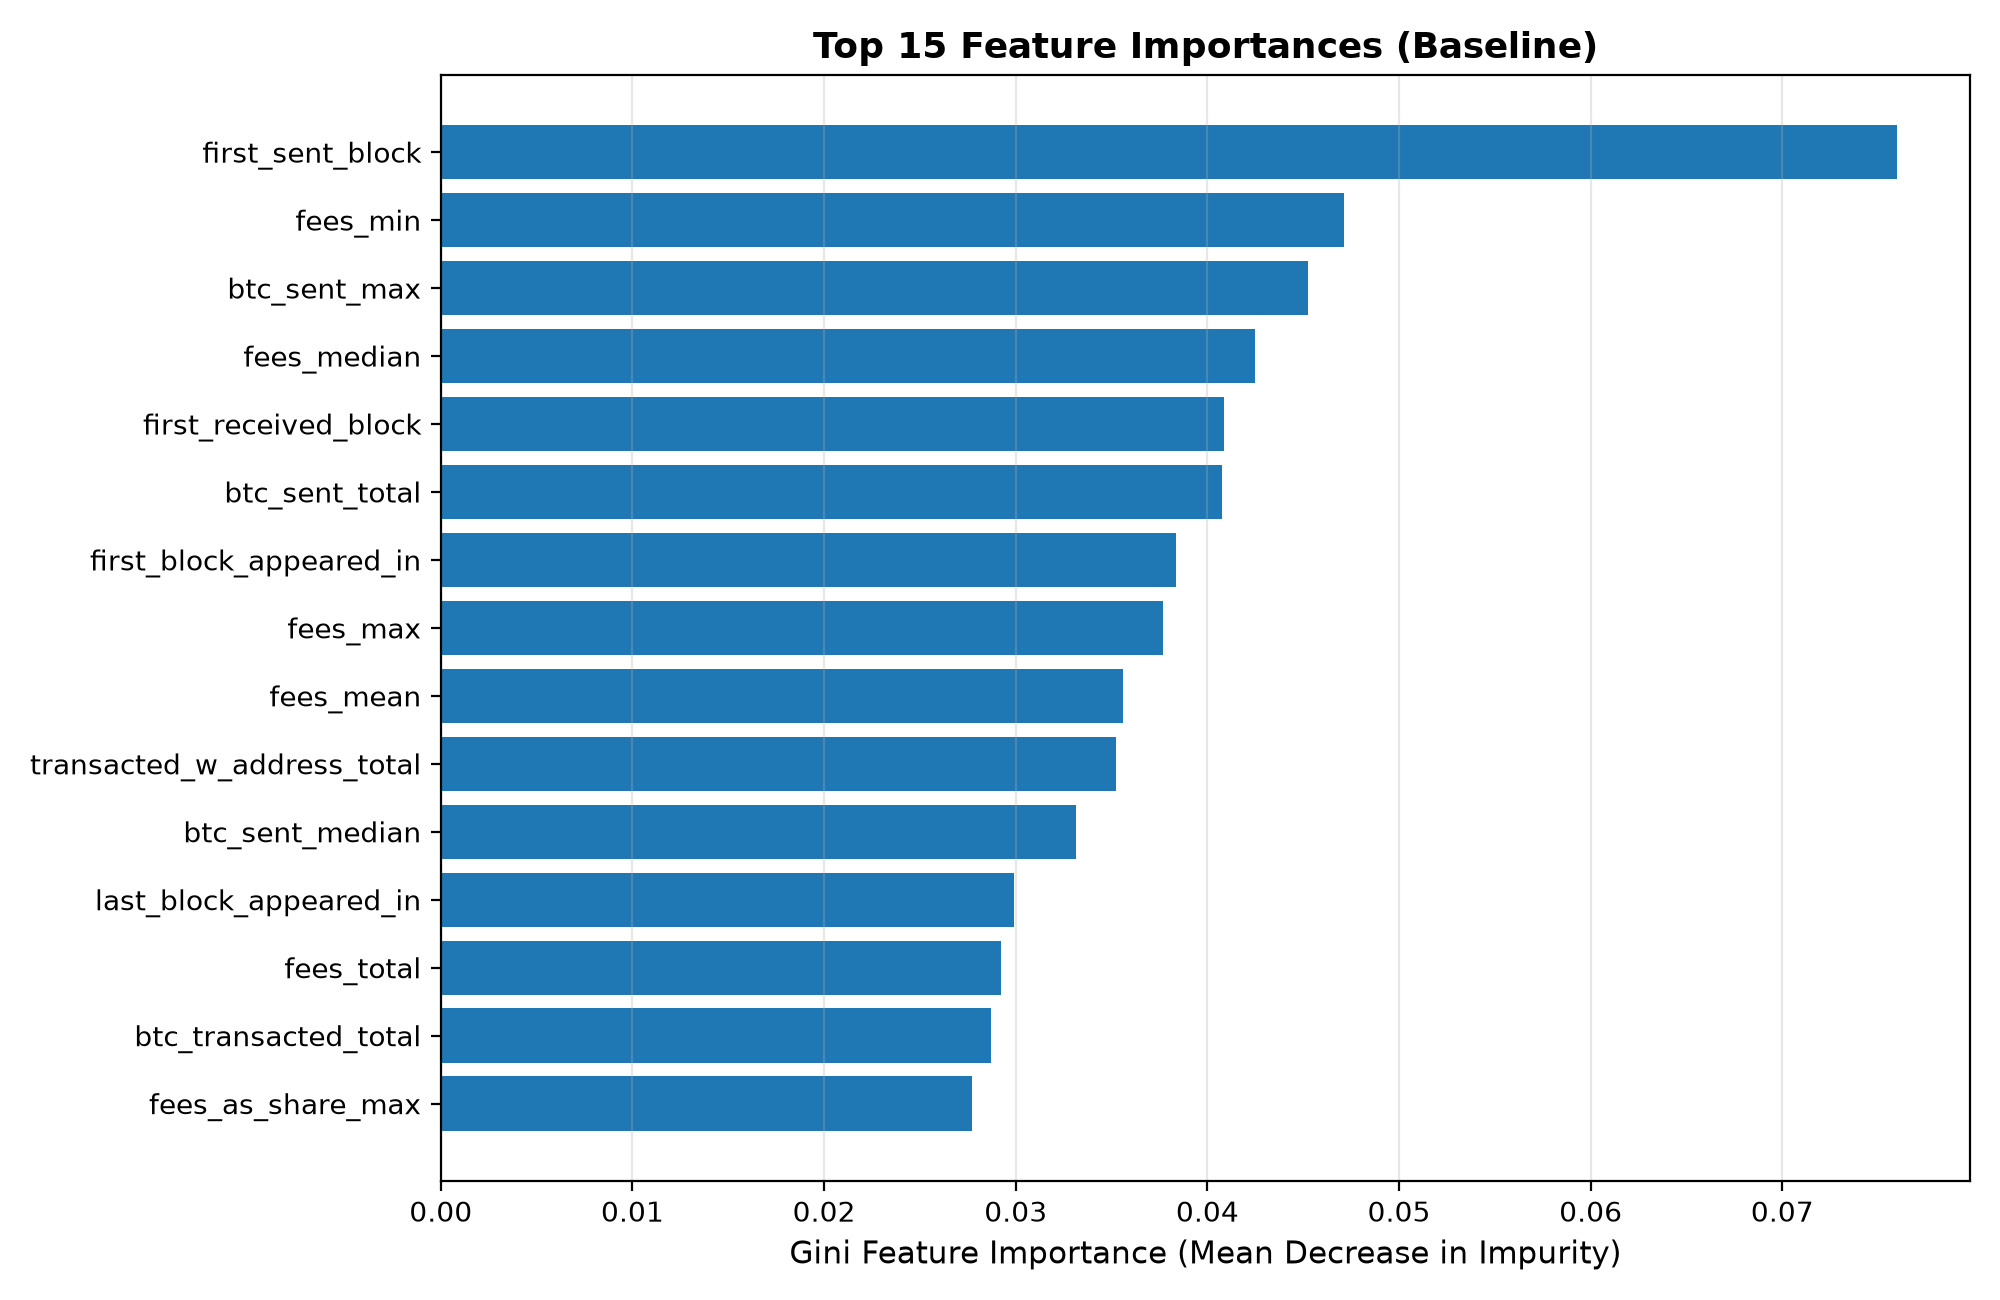 Top 15 Feature Importances (Baseline)
first_sent_block
fees_min
btc_sent_max
fees_median
first_received_block
btc_sent_total
first_block_appeared_in
fees_max
fees_mean
transacted_w_address_total
btc_sent_median
last_block_appeared_in
fees_total
btc_transacted_total
fees_as_share_max
0.00 0.01 0.02 0.03 0.04 0.05 0.06 0.07
Gini Feature Importance (Mean Decrease in Impurity)